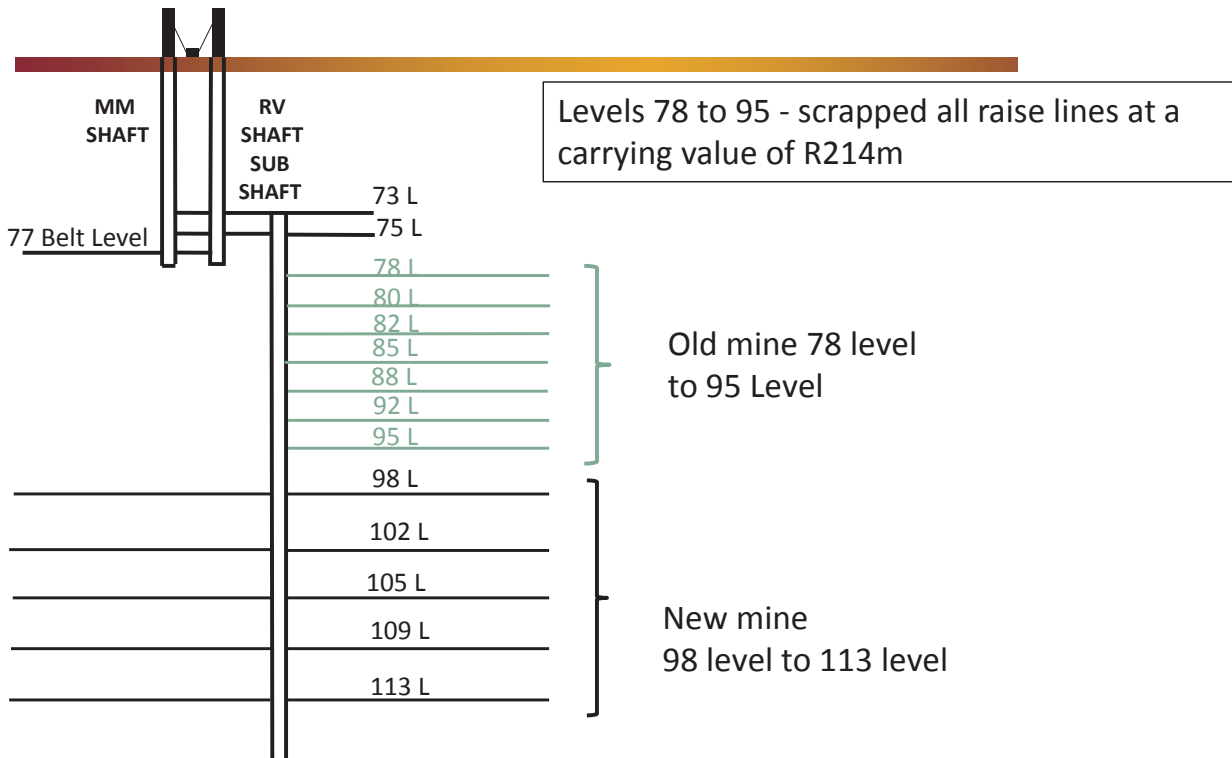 Levels 78 to 95 - scrapped all raise lines at a
carrying value of R214m
MM
SHAFT
RV
SHAFT
SUB
SHAFT
73 L
75 L
77 Belt Level
78 L
80 L
82 L
85 L
88 L
92 L
95 L
Old mine 78 level
to 95 Level
98 L
102 L
105 L
109 L
113 L
New mine
98 level to 113 level